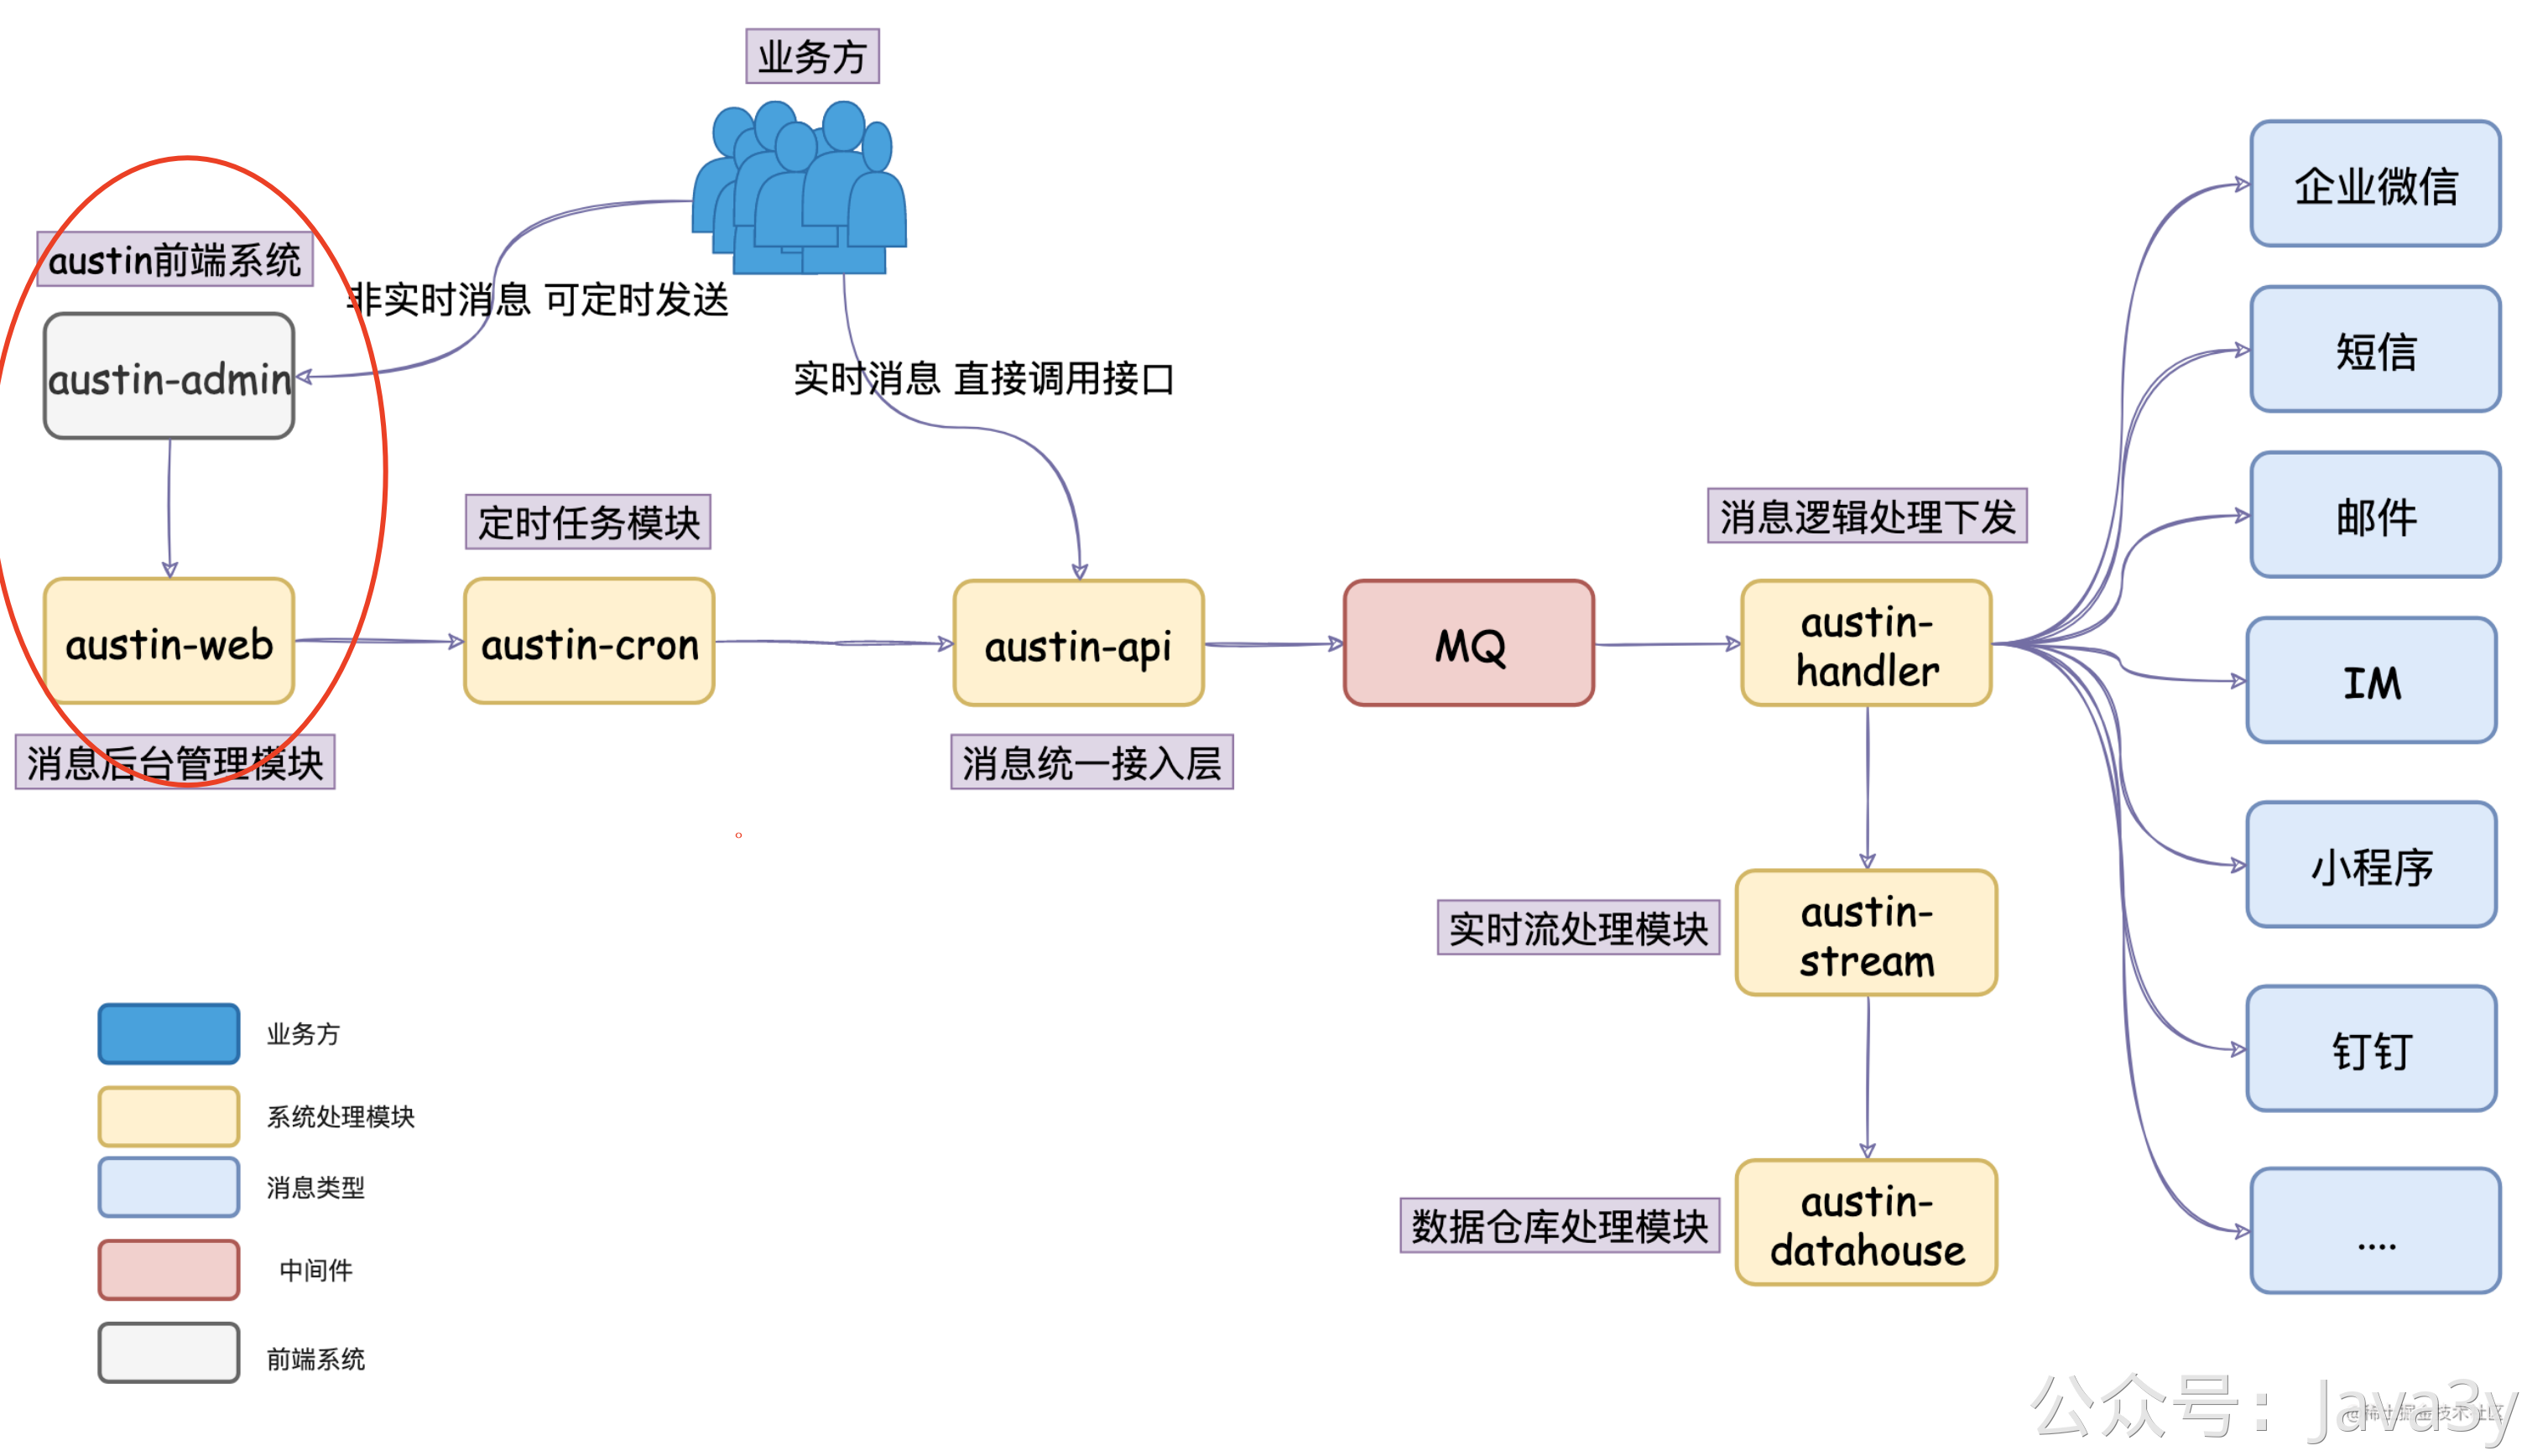 业务方
austin前端系统
非实时消息 可定时发送
austin-admin
实时消息 直接调用接口
定时任务模块
消息逻辑处理下发
austin-web
austin-cron
austin-api
MQ
austin-
handler
消息后台管理模块
消息统一接入层
企业微信
短信
邮件
IM
小程序
钉钉
....
实时流处理模块
austin-
stream
数据仓库处理模块
austin-
datahouse
业务方
系统处理模块
消息类型
中间件
前端系统
公众号：Java3y
@稀土掘金技术社区